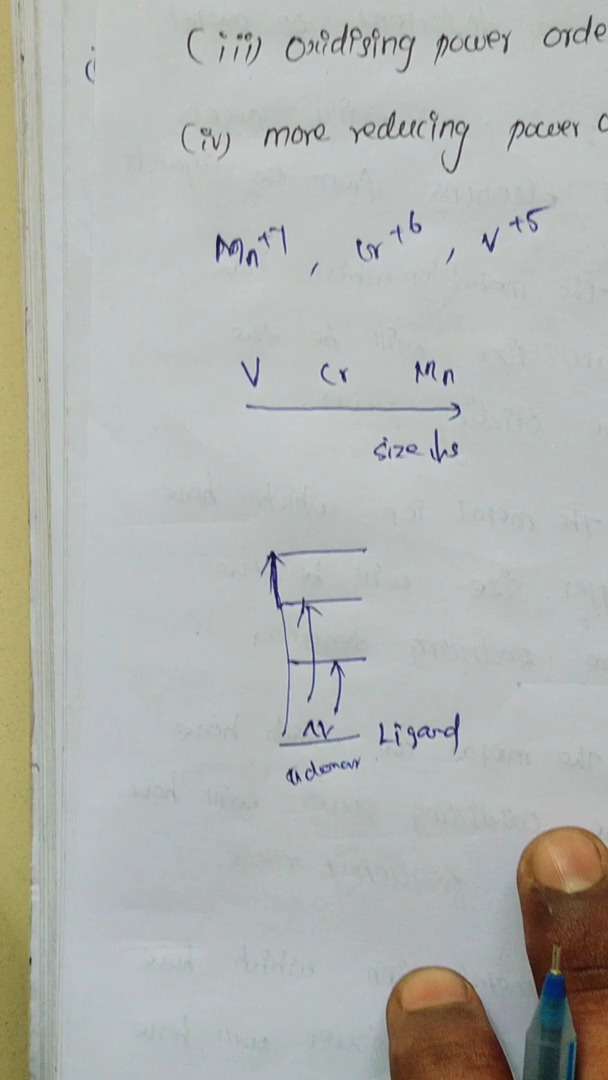 (iii) oxidising power orde
(iv) more reducing power
Mn+7 , Cr+6 , V+5
V Cr Mn
size
Ligand